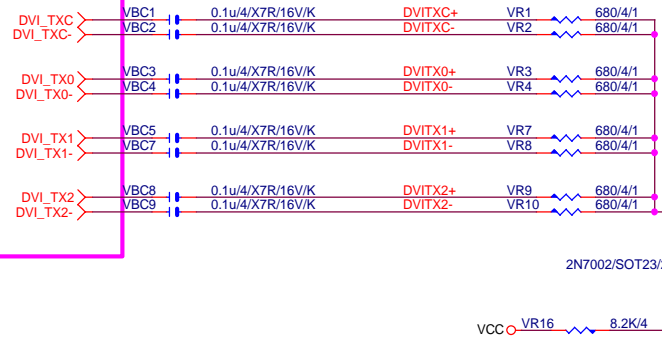 DVI_TXC VBC1 0.1u/4/X7R/16V/K DVITXC+ VR1 680/4/1
DVI_TXC- VBC2 0.1u/4/X7R/16V/K DVITXC- VR2 680/4/1
DVI_TX0 VBC3 0.1u/4/X7R/16V/K DVITX0+ VR3 680/4/1
DVI_TX0- VBC4 0.1u/4/X7R/16V/K DVITX0- VR4 680/4/1
DVI_TX1 VBC5 0.1u/4/X7R/16V/K DVITX1+ VR7 680/4/1
DVI_TX1- VBC7 0.1u/4/X7R/16V/K DVITX1- VR8 680/4/1
DVI_TX2 VBC8 0.1u/4/X7R/16V/K DVITX2+ VR9 680/4/1
DVI_TX2- VBC9 0.1u/4/X7R/16V/K DVITX2- VR10 680/4/1
2N7002/SOT23/
VCC VR16 8.2K/4